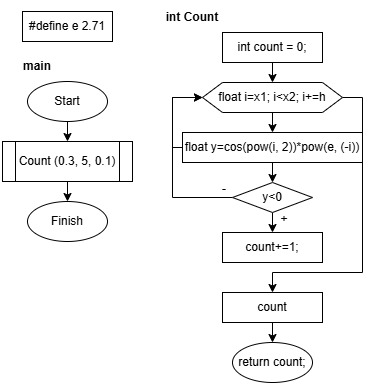 #define e 2.71
main
Start
Count (0.3, 5, 0.1)
Finish
int Count
int count = 0;
float i=x1; i<x2; i+=h
float y=cos(pow(i, 2))*pow(e, (-i))
y<0
-
+
count+=1;
count
return count;